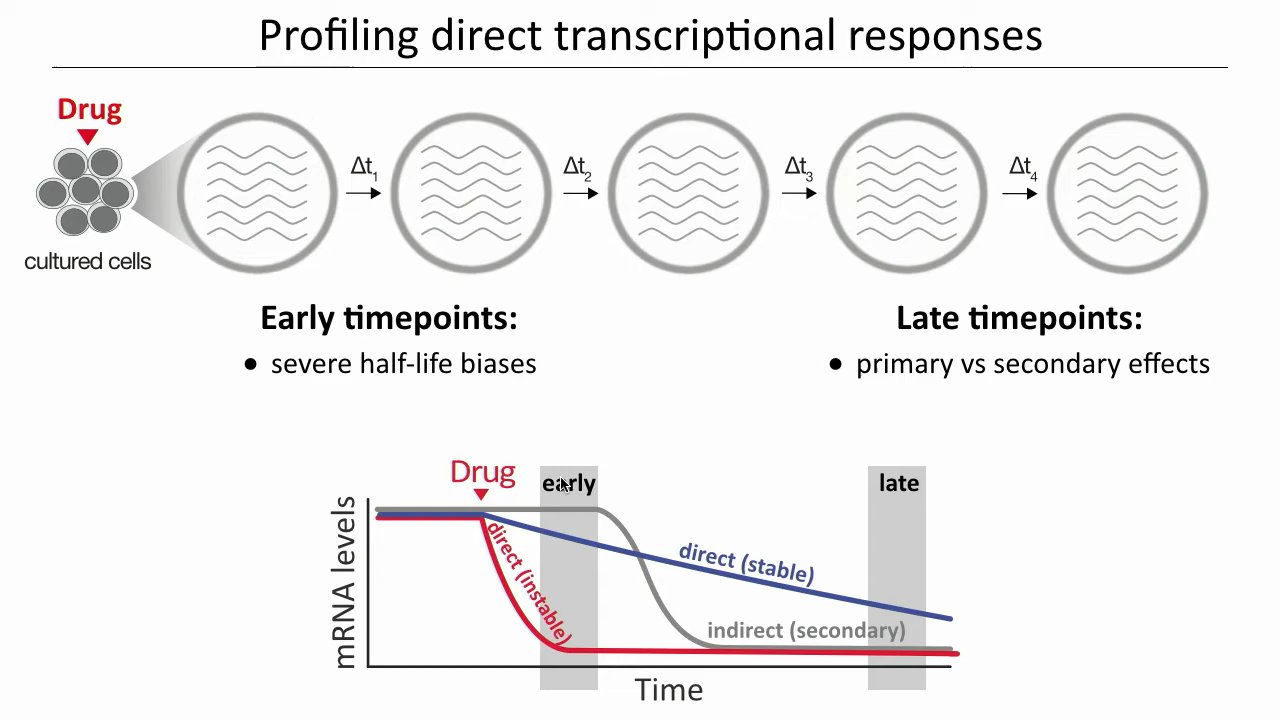 Profiling direct transcriptional responses
Drug
Δt1
Δt2
Δt3
Δt4
cultured cells
Early timepoints:
● severe half-life biases
Late timepoints:
● primary vs secondary effects
Drug
early
late
mRNA levels
direct (instable)
direct (stable)
indirect (secondary)
Time